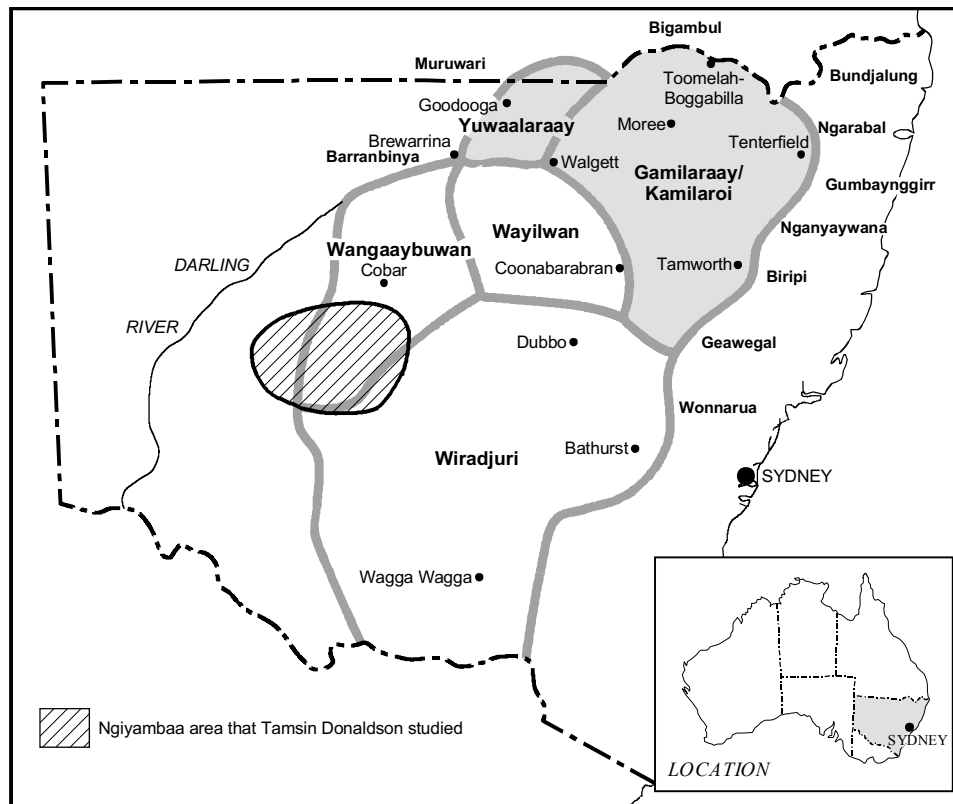 Bigambul
Muruwari
Toomelah-
Boggabilla
Bundjalung
Goodooga
Yuwaalaraay
Moree
Ngarabal
Brewarrina
Barranbinya
Walgett
Tenterfield
Gamilaraay/
Kamilaroi
Gumbaynggirr
Wayilwan
Nganyaywana
Wangaaybuwan
Cobar
Coonabarabran
Tamworth
Biripi
DARLING
RIVER
Dubbo
Geawegal
Wonnarua
Wiradjuri
Bathurst
SYDNEY
Wagga Wagga
Ngiyambaa area that Tamsin Donaldson studied
SYDNEY
LOCATION